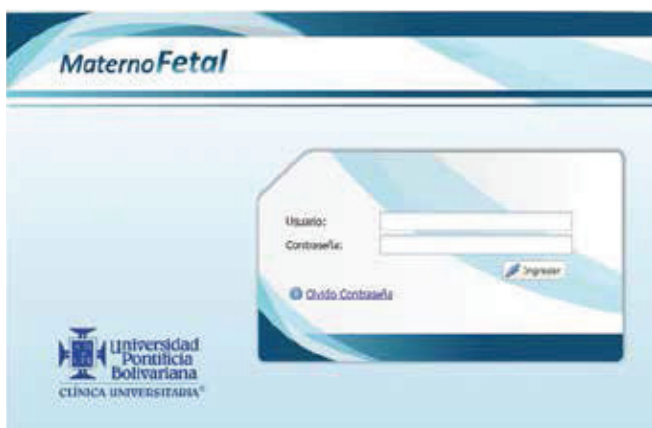 MaternoFetal
Usuario:
Contraseña:
Ingresar
Olvido Contraseña
Universidad
Pontificia
Bolivariana
CLÍNICA UNIVERSITARIA®